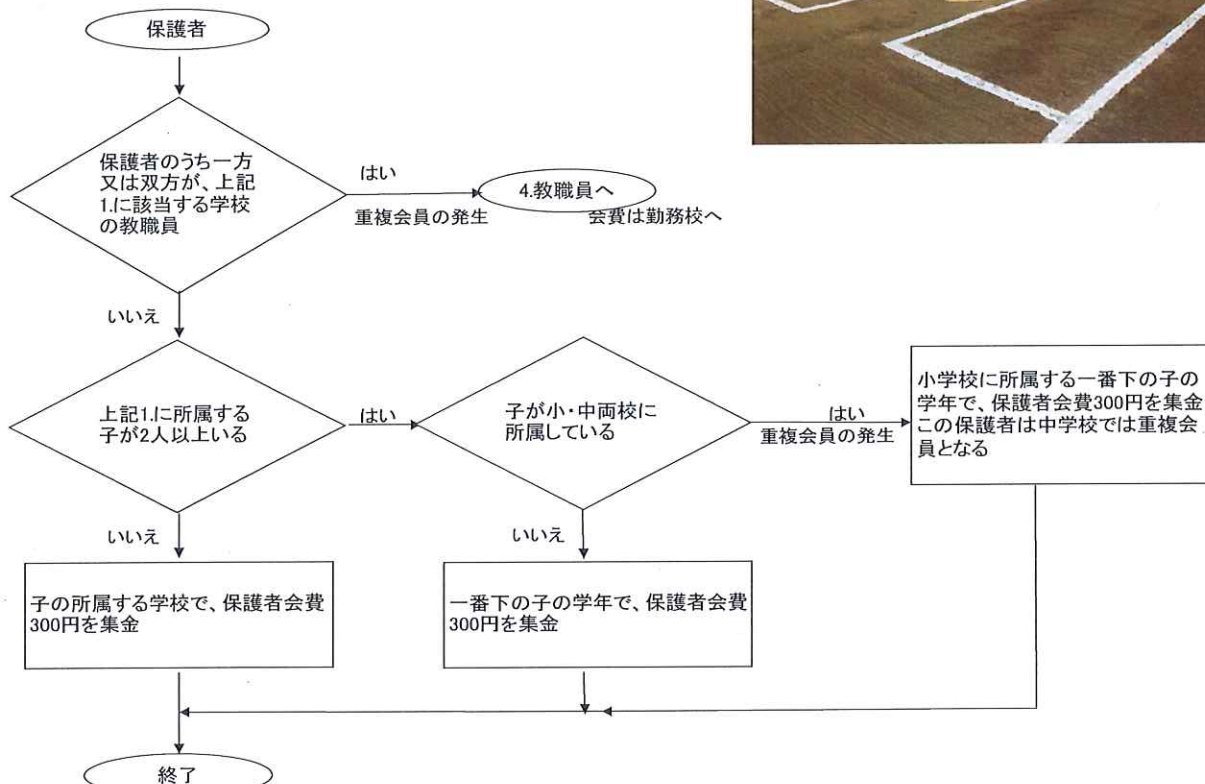 保護者
保護者のうち一方
又は双方が、上記
1.に該当する学校
の教職員
はい
重複会員の発生
4.教職員へ
会費は勤務校へ
いいえ
上記1.に所属する
子が2人以上いる
はい
子が小・中両校に
所属している
はい
重複会員の発生
小学校に所属する一番下の子の
学年で、保護者会費300円を集金
この保護者は中学校では重複会
員となる
いいえ
いいえ
子の所属する学校で、保護者会費
300円を集金
一番下の子の学年で、保護者会費
300円を集金
終了